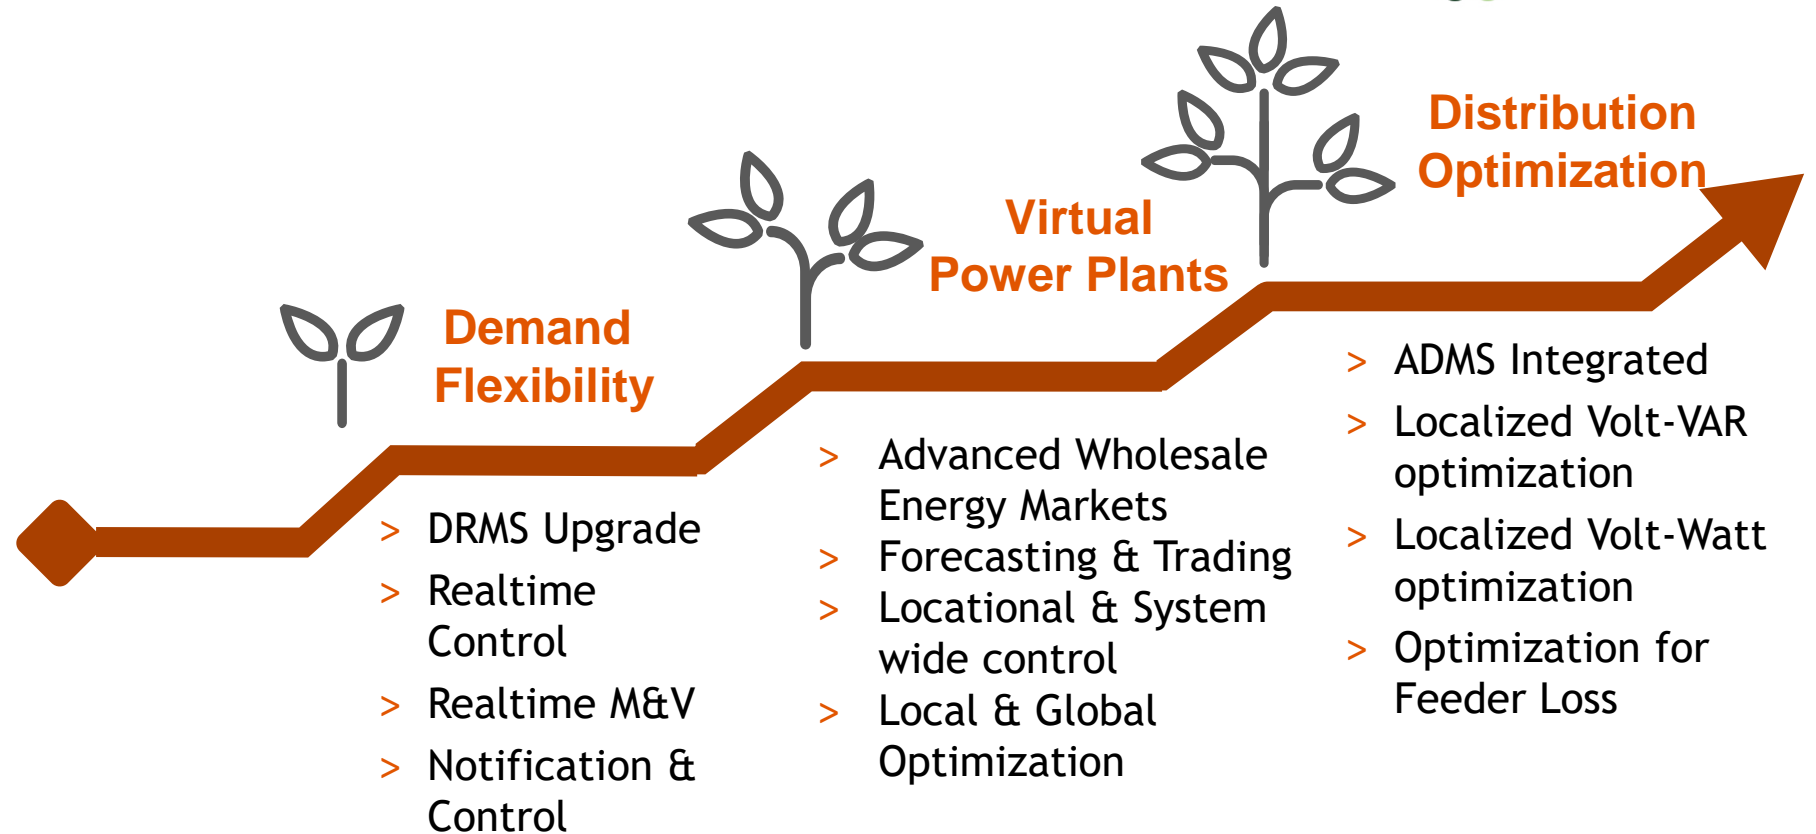 Demand
Flexibility
> DRMS Upgrade
> Realtime
Control
> Realtime M&V
> Notification &
Control
Virtual
Power Plants
> Advanced Wholesale
Energy Markets
> Forecasting & Trading
> Locational & System
wide control
> Local & Global
Optimization
Distribution
Optimization
> ADMS Integrated
> Localized Volt-VAR
optimization
> Localized Volt-Watt
optimization
> Optimization for
Feeder Loss